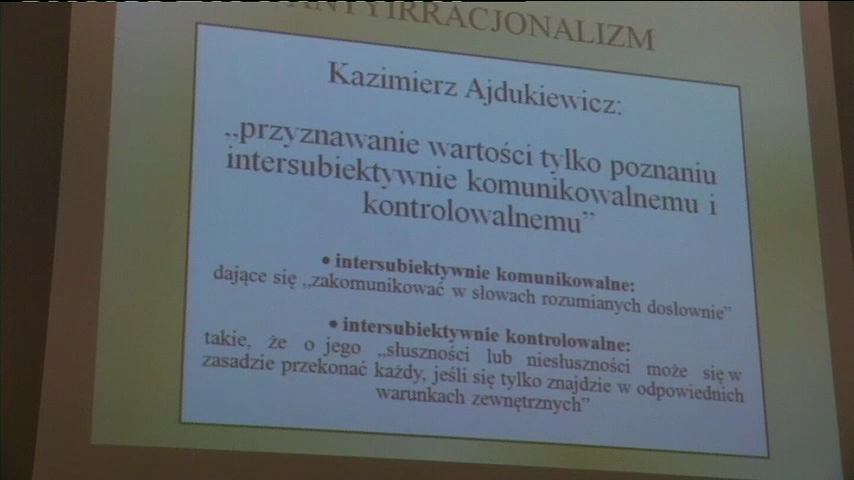 ANTYIRRACJONALIZM
Kazimierz Ajdukiewicz:
„przyznawanie wartości tylko poznaniu
intersubiektywnie komunikowalnemu i
kontrolowalnemu”
• intersubiektywnie komunikowalne:
dające się „zakomunikować w słowach rozumianych dosłownie”
• intersubiektywnie kontrolowalne:
takie, że o jego „słuszności lub niesłuszności może się w
zasadzie przekonać każdy, jeśli się tylko znajdzie w odpowiednich
warunkach zewnętrznych”